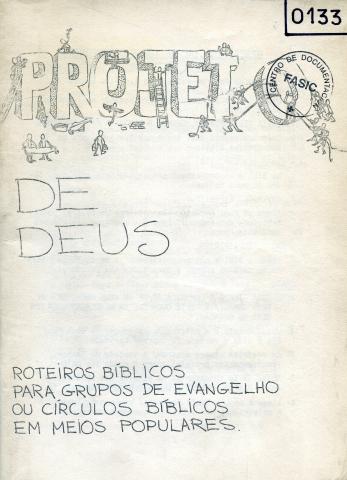 0133
PROJETO
CENTRO DE DOCUMENTAC
FASIC
DE
DEUS
ROTEIROS BÍBLICOS
PARA GRUPOS DE EVANGELHO
OU CÍRCULOS BÍBLICOS
EM MEIOS POPULARES.